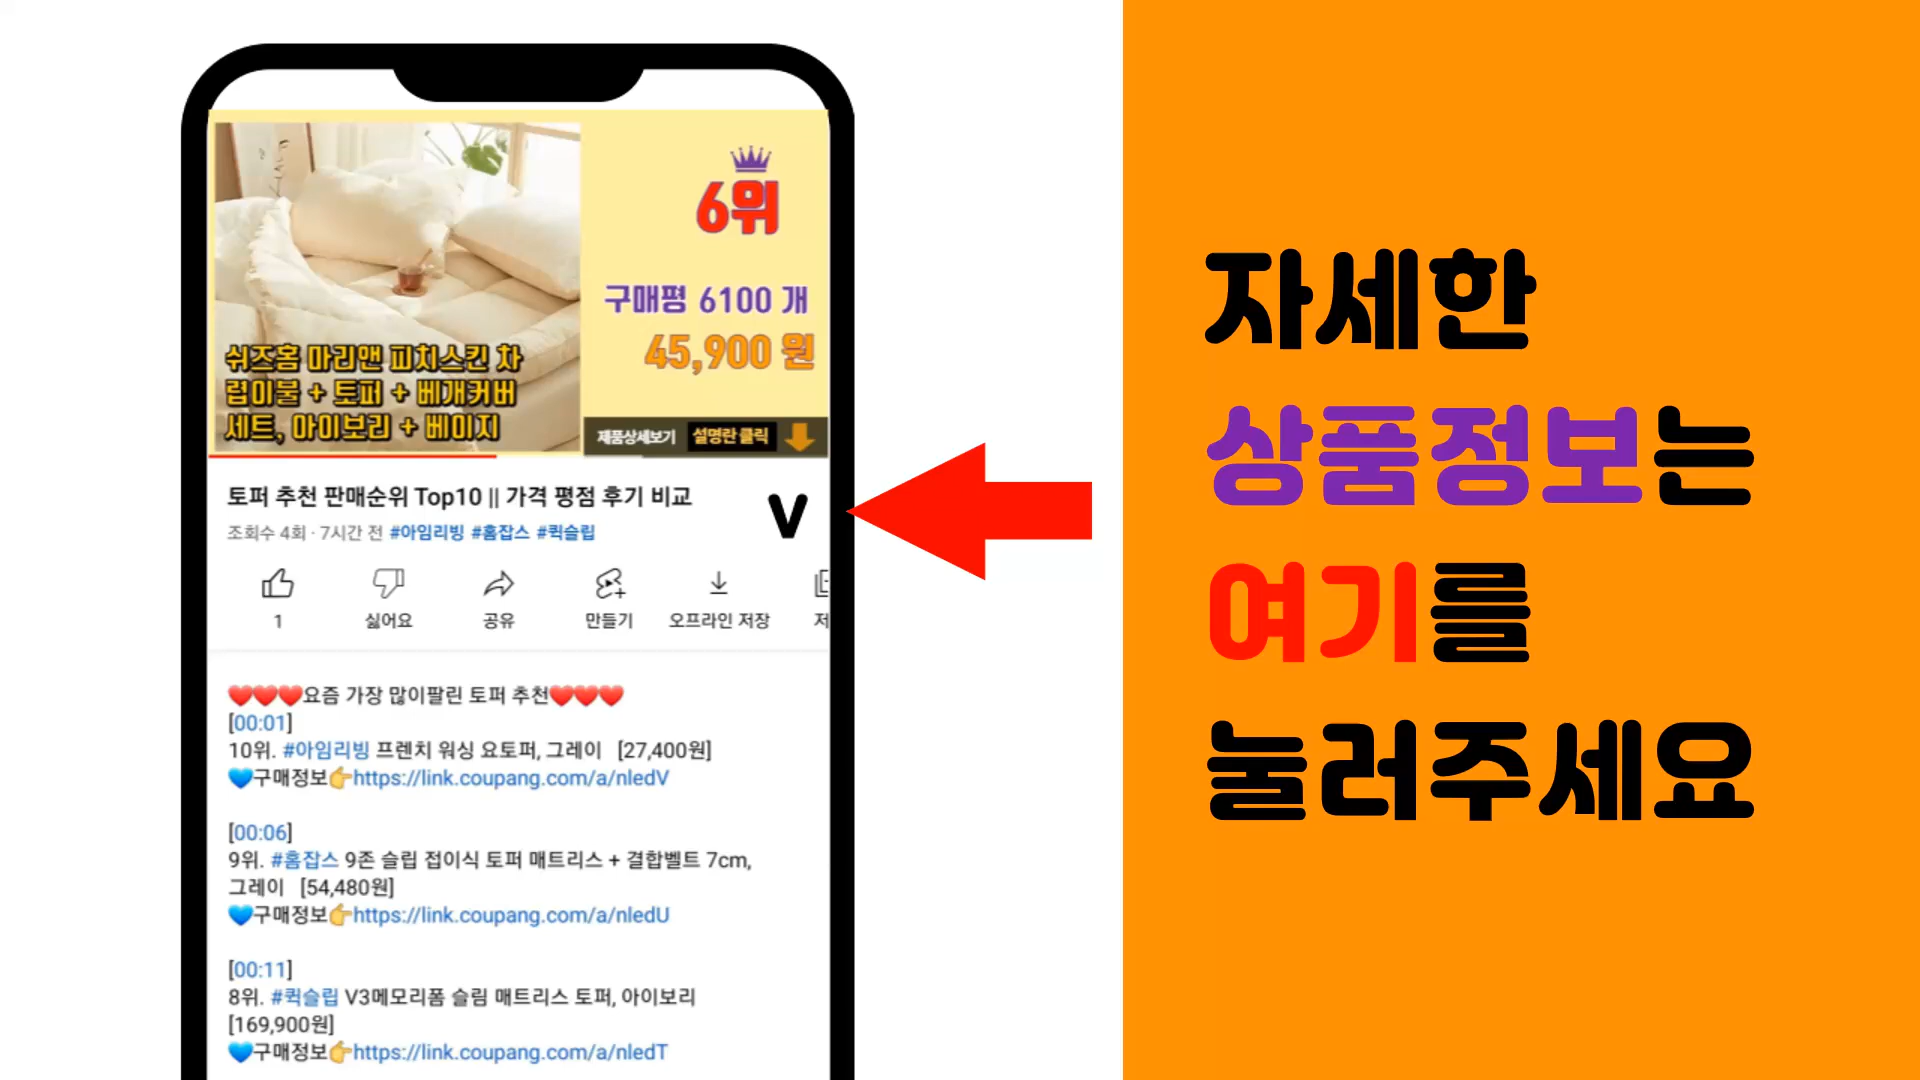 6위
구매평 6100 개
45,900 원
쉬즈홈 마리앤 피치스킨 차
렵이불 + 토퍼 + 베개커버
세트, 아이보리 + 베이지
제품상세보기 설명란 클릭
토퍼 추천 판매순위 Top10 || 가격 평점 후기 비교
V
조회수 4회 · 7시간 전 #아임리빙 #홈잡스 #퀵슬립
1 싫어요 공유 만들기 오프라인 저장 저
❤️❤️❤️요즘 가장 많이팔린 토퍼 추천❤️❤️❤️
[00:01]
10위. #아임리빙 프렌치 워싱 요토퍼, 그레이 [27,400원]
💙구매정보👉https://link.coupang.com/a/nledV
[00:06]
9위. #홈잡스 9존 슬립 접이식 토퍼 매트리스 + 결합벨트 7cm,
그레이 [54,480원]
💙구매정보👉https://link.coupang.com/a/nledU
[00:11]
8위. #퀵슬립 V3메모리폼 슬림 매트리스 토퍼, 아이보리
[169,900원]
💙구매정보👉https://link.coupang.com/a/nledT
자세한
상품정보는
여기를
눌러주세요